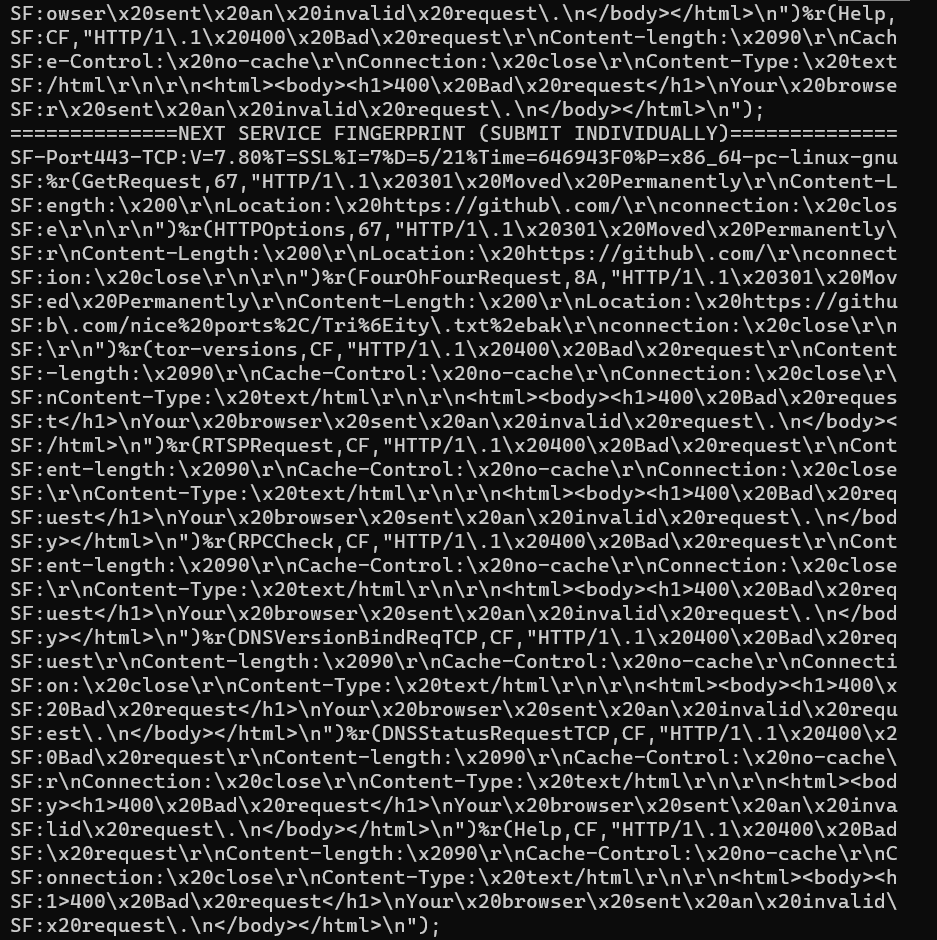 SF:owser\x20sent\x20an\x20invalid\x20request\.\n</body></html>\n")%r(Help,
SF:CF,"HTTP/1\.1\x20400\x20Bad\x20request\r\nContent-length:\x2090\r\nCach
SF:e-Control:\x20no-cache\r\nConnection:\x20close\r\nContent-Type:\x20text
SF:/html\r\n\r\n<html><body><h1>400\x20Bad\x20request</h1>\nYour\x20browse
SF:r\x20sent\x20an\x20invalid\x20request\.\n</body></html>\n");
==============NEXT SERVICE FINGERPRINT (SUBMIT INDIVIDUALLY)==============
SF-Port443-TCP:V=7.80%T=SSL%I=7%D=5/21%Time=646943F0%P=x86_64-pc-linux-gnu
SF:%r(GetRequest,67,"HTTP/1\.1\x20301\x20Moved\x20Permanently\r\nContent-L
SF:ength:\x200\r\nLocation:\x20https://github\.com/\r\nconnection:\x20clos
SF:e\r\n\r\n")%r(HTTPOptions,67,"HTTP/1\.1\x20301\x20Moved\x20Permanently\
SF:r\nContent-Length:\x200\r\nLocation:\x20https://github\.com/\r\nconnect
SF:ion:\x20close\r\n\r\n")%r(FourOhFourRequest,8A,"HTTP/1\.1\x20301\x20Mov
SF:ed\x20Permanently\r\nContent-Length:\x200\r\nLocation:\x20https://githu
SF:b\.com/nice%20ports%2C/Tri%6Eity\.txt%2ebak\r\nconnection:\x20close\r\n
SF:\r\n")%r(tor-versions,CF,"HTTP/1\.1\x20400\x20Bad\x20request\r\nContent
SF:-length:\x2090\r\nCache-Control:\x20no-cache\r\nConnection:\x20close\r\
SF:nContent-Type:\x20text/html\r\n\r\n<html><body><h1>400\x20Bad\x20reques
SF:t</h1>\nYour\x20browser\x20sent\x20an\x20invalid\x20request\.\n</body><
SF:/html>\n")%r(RTSPRequest,CF,"HTTP/1\.1\x20400\x20Bad\x20request\r\nCont
SF:ent-length:\x2090\r\nCache-Control:\x20no-cache\r\nConnection:\x20close
SF:\r\nContent-Type:\x20text/html\r\n\r\n<html><body><h1>400\x20Bad\x20req
SF:uest</h1>\nYour\x20browser\x20sent\x20an\x20invalid\x20request\.\n</bod
SF:y></html>\n")%r(RPCCheck,CF,"HTTP/1\.1\x20400\x20Bad\x20request\r\nCont
SF:ent-length:\x2090\r\nCache-Control:\x20no-cache\r\nConnection:\x20close
SF:\r\nContent-Type:\x20text/html\r\n\r\n<html><body><h1>400\x20Bad\x20req
SF:uest</h1>\nYour\x20browser\x20sent\x20an\x20invalid\x20request\.\n</bod
SF:y></html>\n")%r(DNSVersionBindReqTCP,CF,"HTTP/1\.1\x20400\x20Bad\x20req
SF:uest\r\nContent-length:\x2090\r\nCache-Control:\x20no-cache\r\nConnecti
SF:on:\x20close\r\nContent-Type:\x20text/html\r\n\r\n<html><body><h1>400\x
SF:20Bad\x20request</h1>\nYour\x20browser\x20sent\x20an\x20invalid\x20requ
SF:est\.\n</body></html>\n")%r(DNSStatusRequestTCP,CF,"HTTP/1\.1\x20400\x2
SF:0Bad\x20request\r\nContent-length:\x2090\r\nCache-Control:\x20no-cache\
SF:r\nConnection:\x20close\r\nContent-Type:\x20text/html\r\n\r\n<html><bod
SF:y><h1>400\x20Bad\x20request</h1>\nYour\x20browser\x20sent\x20an\x20inva
SF:lid\x20request\.\n</body></html>\n")%r(Help,CF,"HTTP/1\.1\x20400\x20Bad
SF:\x20request\r\nContent-length:\x2090\r\nCache-Control:\x20no-cache\r\nC
SF:onnection:\x20close\r\nContent-Type:\x20text/html\r\n\r\n<html><body><h
SF:1>400\x20Bad\x20request</h1>\nYour\x20browser\x20sent\x20an\x20invalid\
SF:x20request\.\n</body></html>\n");